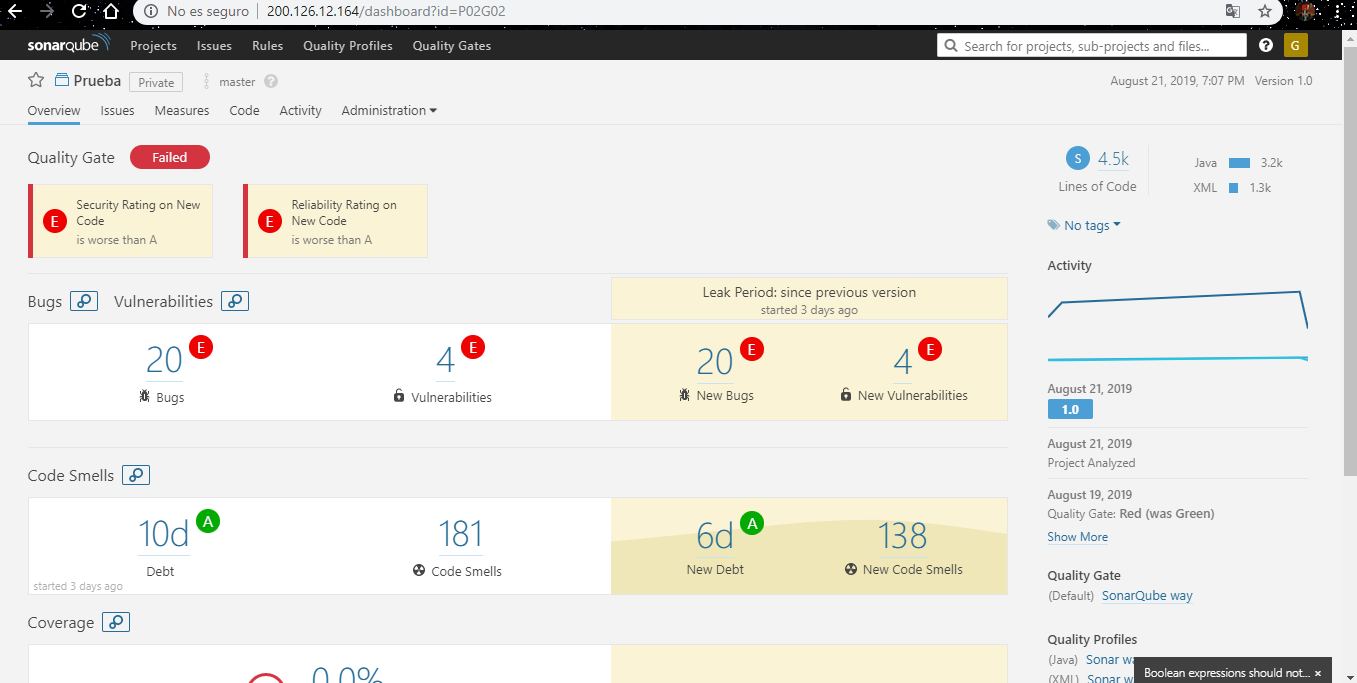 No es seguro | 200.126.12.164/dashboard?id=P02G02
sonarqube Projects Issues Rules Quality Profiles Quality Gates Search for projects, sub-projects and files... G
Prueba Private master August 21, 2019, 7:07 PM Version 1.0
Overview Issues Measures Code Activity Administration
Quality Gate Failed
E Security Rating on New Code
is worse than A
E Reliability Rating on New Code
is worse than A
Bugs Vulnerabilities
Leak Period: since previous version
started 3 days ago
20 E 4 E 20 E 4 E
Bugs Vulnerabilities New Bugs New Vulnerabilities
Code Smells
10d A 181 6d A 138
Debt Code Smells New Debt New Code Smells
started 3 days ago
Coverage
0.0%
S 4.5k
Lines of Code
Java 3.2k
XML 1.3k
No tags
Activity
August 21, 2019
1.0
August 21, 2019
Project Analyzed
August 19, 2019
Quality Gate: Red (was Green)
Show More
Quality Gate
(Default) SonarQube way
Quality Profiles
(Java) Sonar wa
(XML) Sonar w
Boolean expressions should not... ×